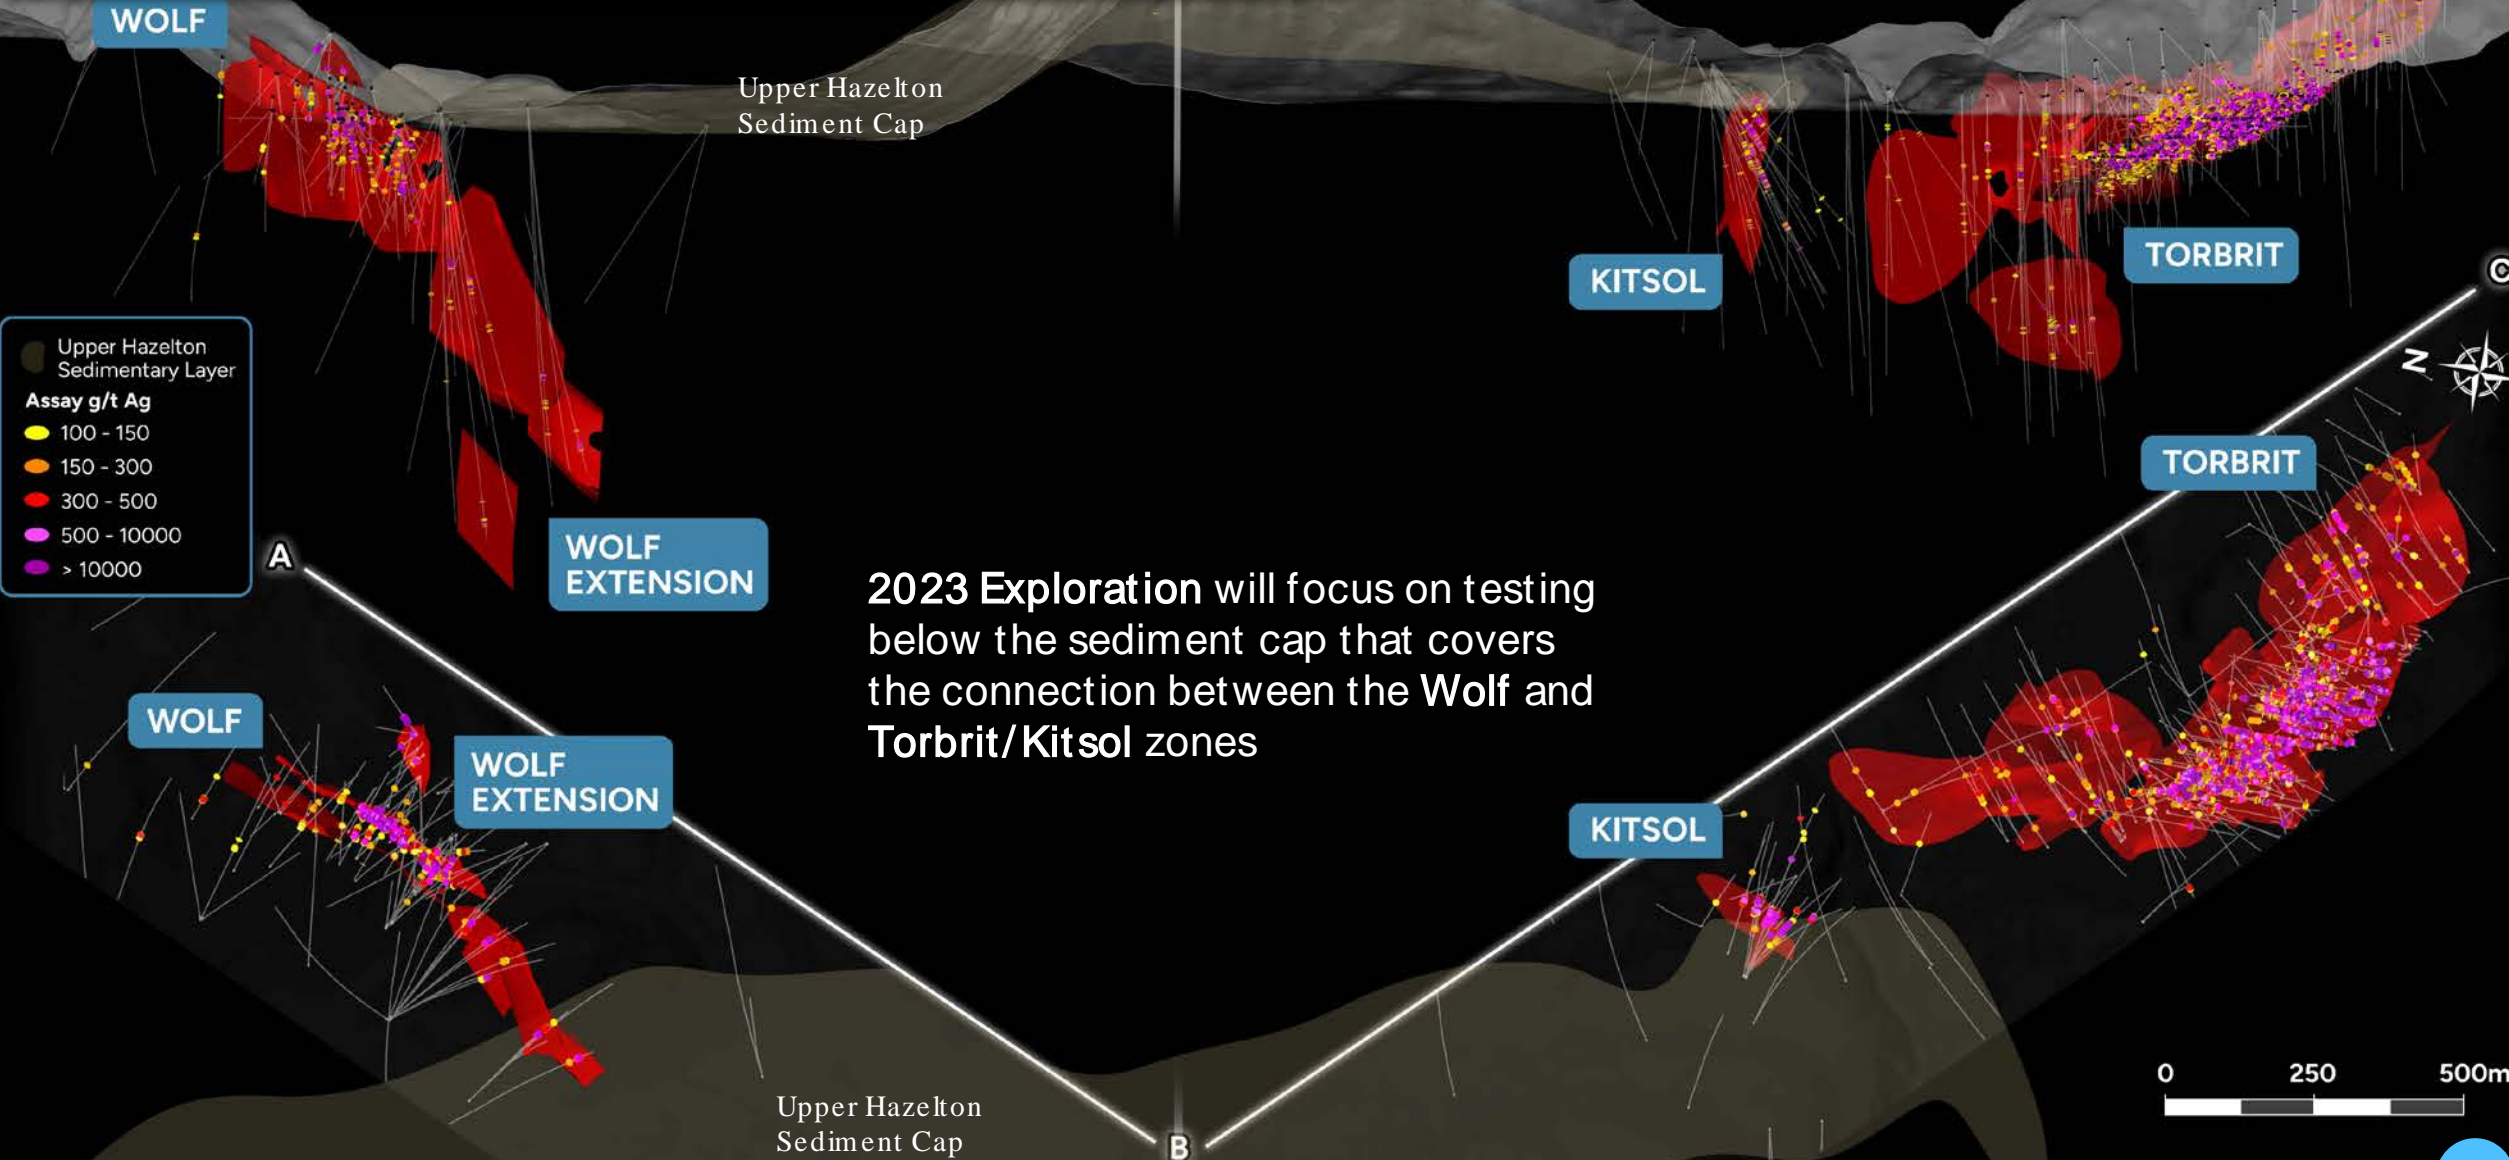 WOLF
Upper Hazelton
Sediment Cap
KITSOL
TORBRIT
C
N
Upper Hazelton
Sedimentary Layer
Assay g/t Ag
100 - 150
150 - 300
300 - 500
500 - 10000
> 10000
A
WOLF
EXTENSION
TORBRIT
2023 Exploration will focus on testing
below the sediment cap that covers
the connection between the Wolf and
Torbrit/Kitsol zones
WOLF
WOLF
EXTENSION
KITSOL
0 250 500m
Upper Hazelton
Sediment Cap
B